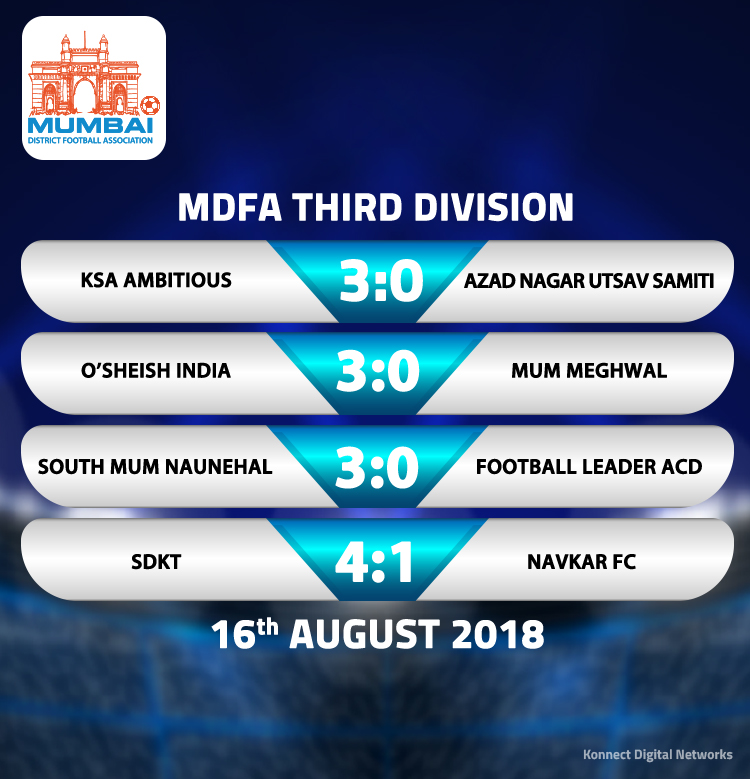 MUMBAI
DISTRICT FOOTBALL ASSOCIATION
MDFA THIRD DIVISION
KSA AMBITIOUS 3:0 AZAD NAGAR UTSAV SAMITI
O'SHEISH INDIA 3:0 MUM MEGHWAL
SOUTH MUM NAUNEHAL 3:0 FOOTBALL LEADER ACD
SDKT 4:1 NAVKAR FC
16th AUGUST 2018
Konnect Digital Networks